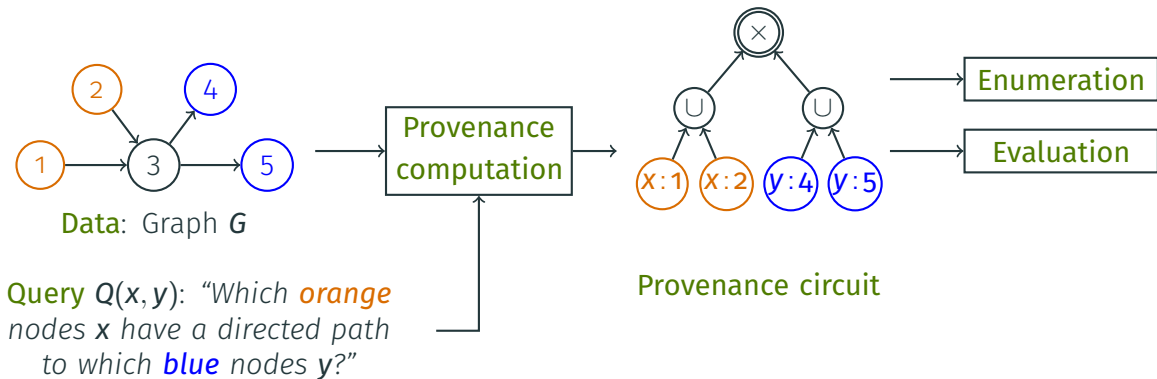 2
4
1
3
5
Data: Graph G
Query Q(x, y): “Which orange
nodes x have a directed path
to which blue nodes y?”
Provenance
computation
×
∪ ∪
x:1 x:2 y:4 y:5
Provenance circuit
Enumeration
Evaluation